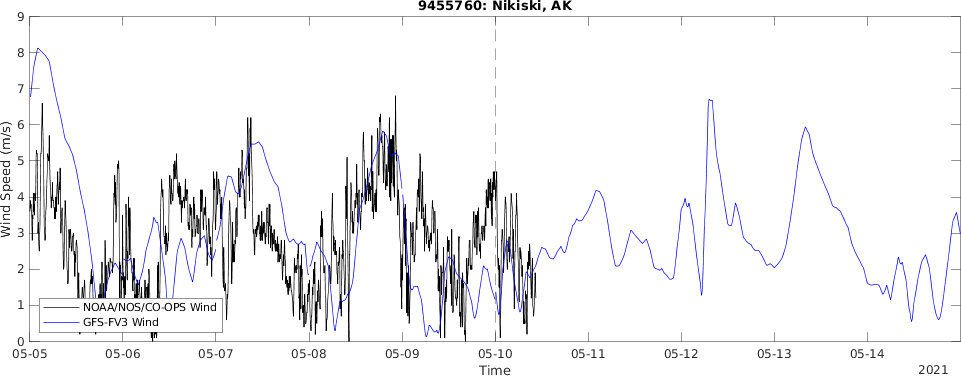 9455760: Nikiski, AK
Wind Speed (m/s)
9
8
7
6
5
4
3
2
1
0
NOAA/NOS/CO-OPS Wind
GFS-FV3 Wind
05-05 05-06 05-07 05-08 05-09 05-10 05-11 05-12 05-13 05-14
Time
2021